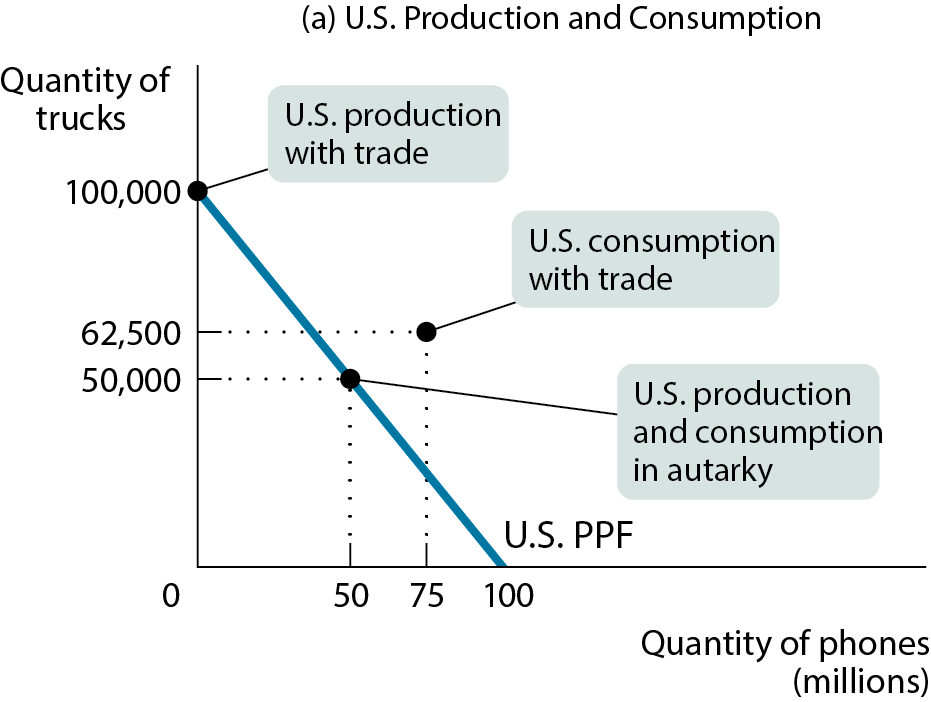 (a) U.S. Production and Consumption
Quantity of
trucks
U.S. production
with trade
100,000
U.S. consumption
with trade
62,500
50,000
U.S. production
and consumption
in autarky
U.S. PPF
0
50
75
100
Quantity of phones
(millions)